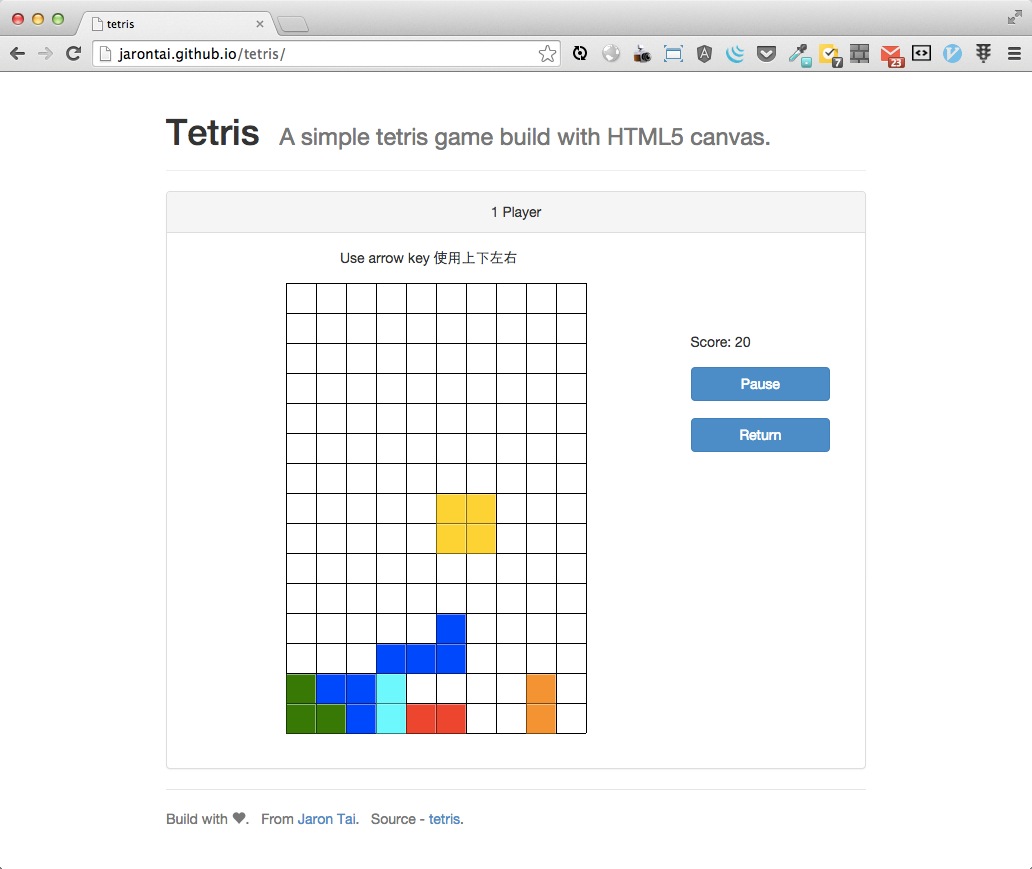 tetris
jarontai.github.io/tetris/
7
23
Tetris A simple tetris game build with HTML5 canvas.
1 Player
Use arrow key 使用上下左右
Score: 20
Pause
Return
Build with ♥. From Jaron Tai. Source - tetris.